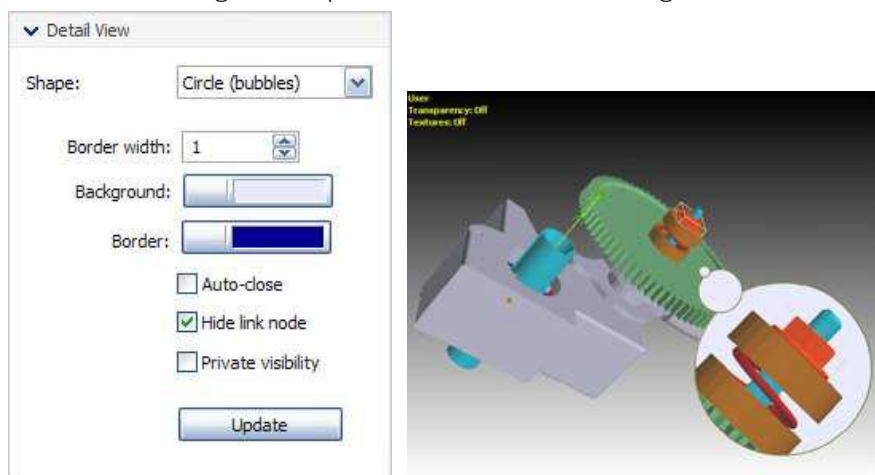 Detail View
Shape: Circle (bubbles)
Border width: 1
Background:
Border:
Auto-close
Hide link node
Private visibility
Update
User
Transparency: Off
Textures: Off